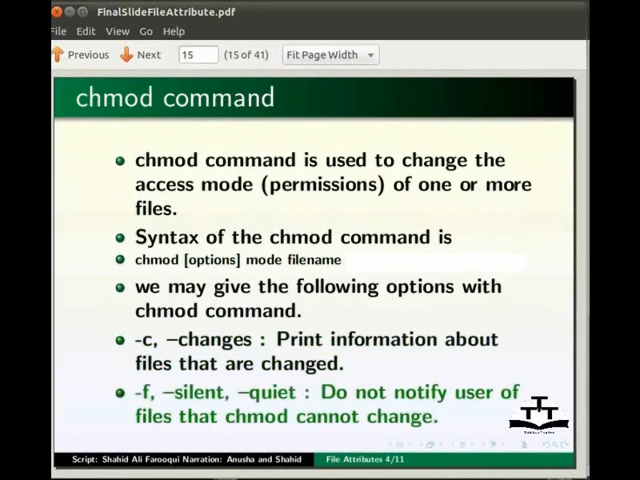 FinalSlideFileAttribute.pdf
File Edit View Go Help
Previous Next 15 (15 of 41) Fit Page Width
chmod command
chmod command is used to change the
access mode (permissions) of one or more
files.
Syntax of the chmod command is
chmod [options] mode filename
we may give the following options with
chmod command.
-c, –changes : Print information about
files that are changed.
-f, –silent, –quiet : Do not notify user of
files that chmod cannot change.
Script: Shahid Ali Farooqui Narration: Anusha and Shahid File Attributes 4/11